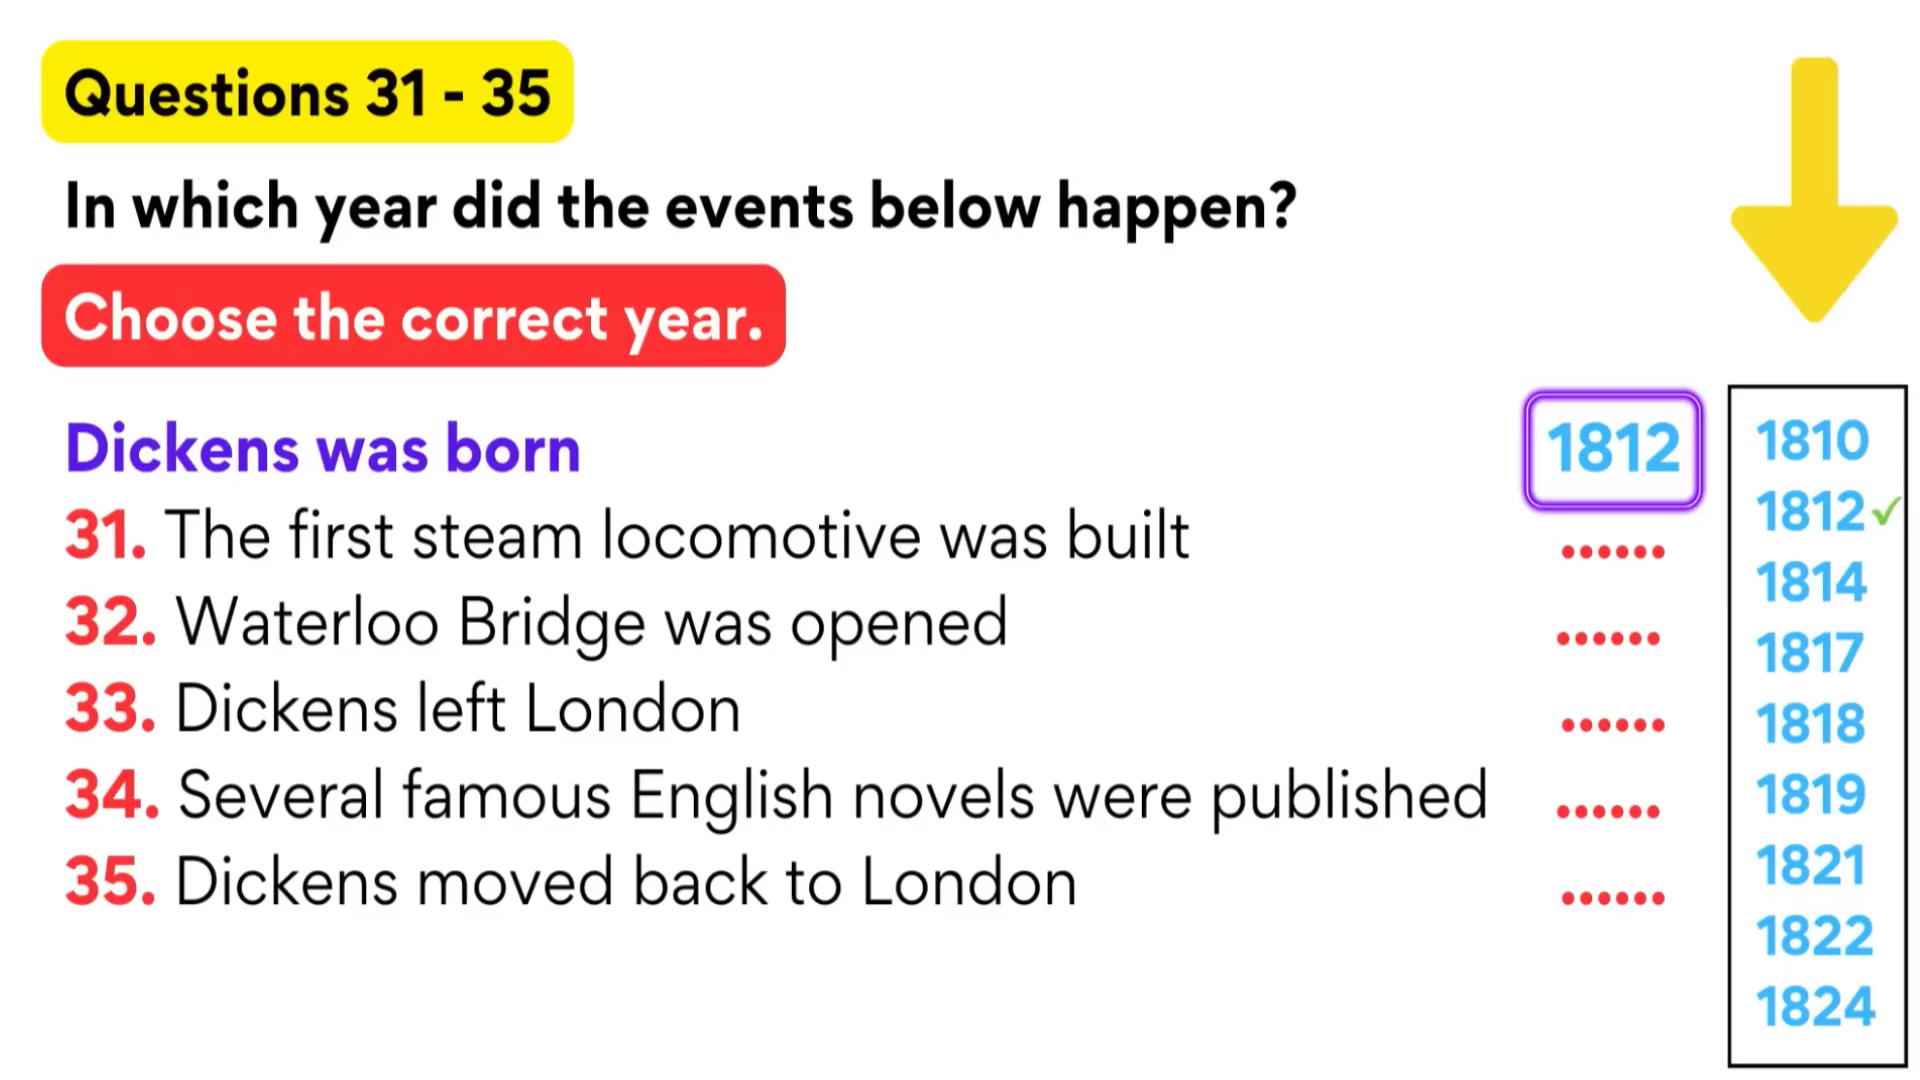 Questions 31 - 35
In which year did the events below happen?
Choose the correct year.
Dickens was born 1812
31. The first steam locomotive was built ......
32. Waterloo Bridge was opened ......
33. Dickens left London ......
34. Several famous English novels were published ......
35. Dickens moved back to London ......
1810
1812✓
1814
1817
1818
1819
1821
1822
1824